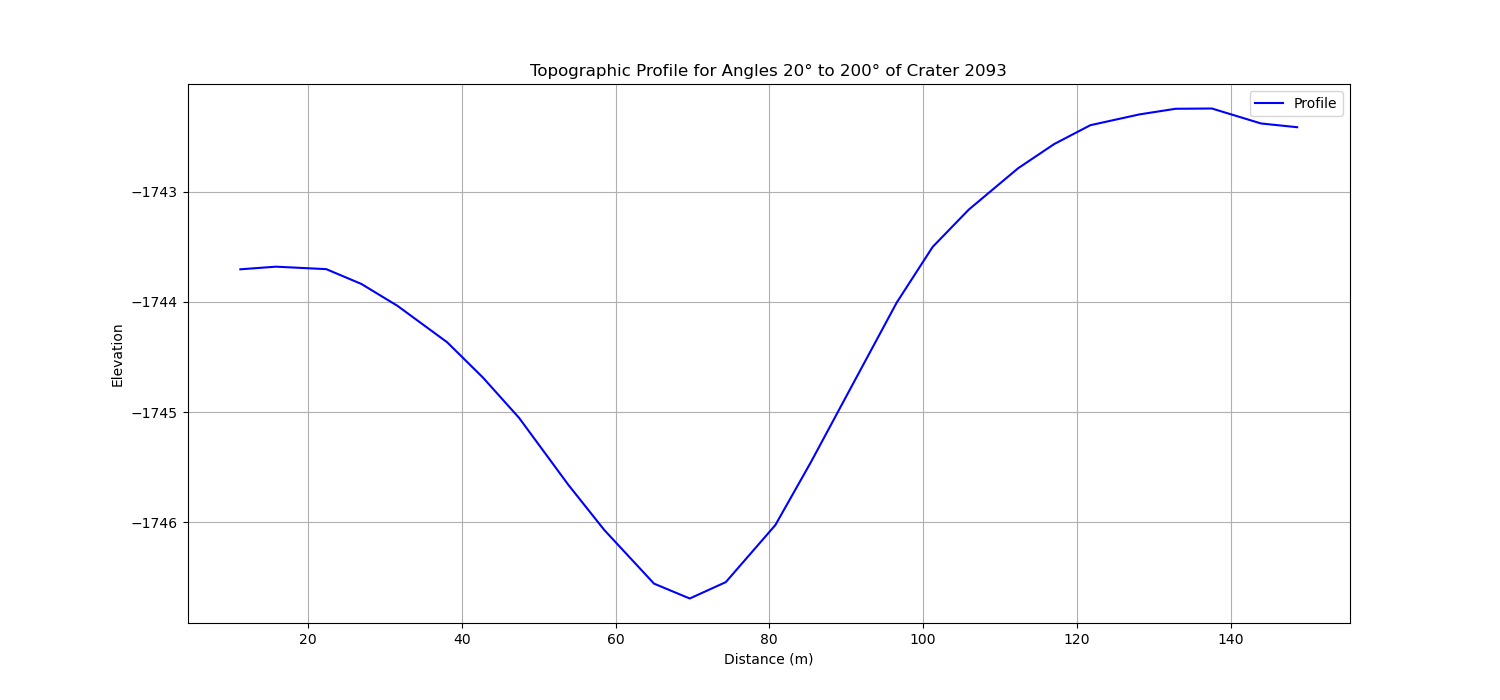 Topographic Profile for Angles 20° to 200° of Crater 2093
Profile
−1743
−1744
−1745
−1746
Elevation
20 40 60 80 100 120 140
Distance (m)